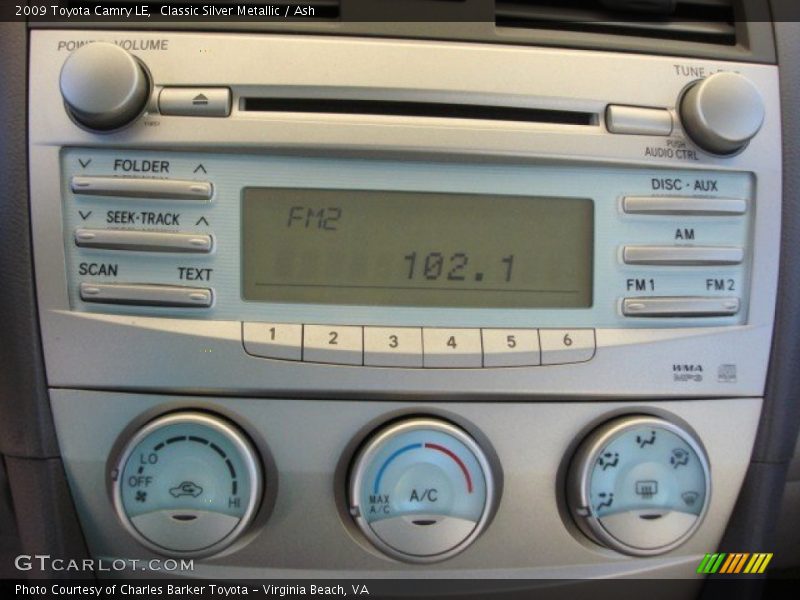 2009 Toyota Camry LE,  Classic Silver Metallic / Ash
POWER VOLUME
TUNE
PUSH
AUDIO CTRL
FOLDER
SEEK·TRACK
SCAN TEXT
FM2
102.1
DISC · AUX
AM
FM 1 FM 2
1 2 3 4 5 6
WMA
MP3
LO
OFF
HI
MAX
A/C
A/C
GTCARLOT.COM
Photo Courtesy of Charles Barker Toyota – Virginia Beach, VA